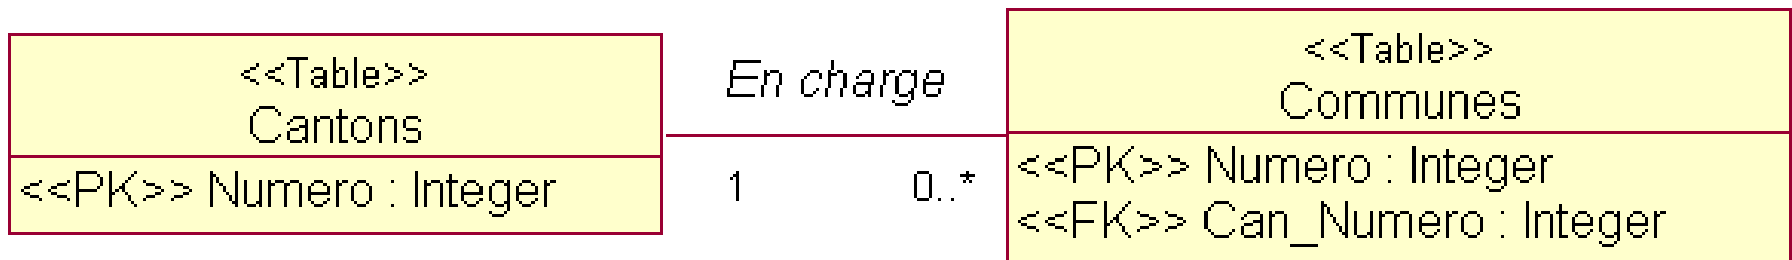 <<Table>>
Cantons
<<PK>> Numero : Integer
En charge
1
0..*
<<Table>>
Communes
<<PK>> Numero : Integer
<<FK>> Can_Numero : Integer